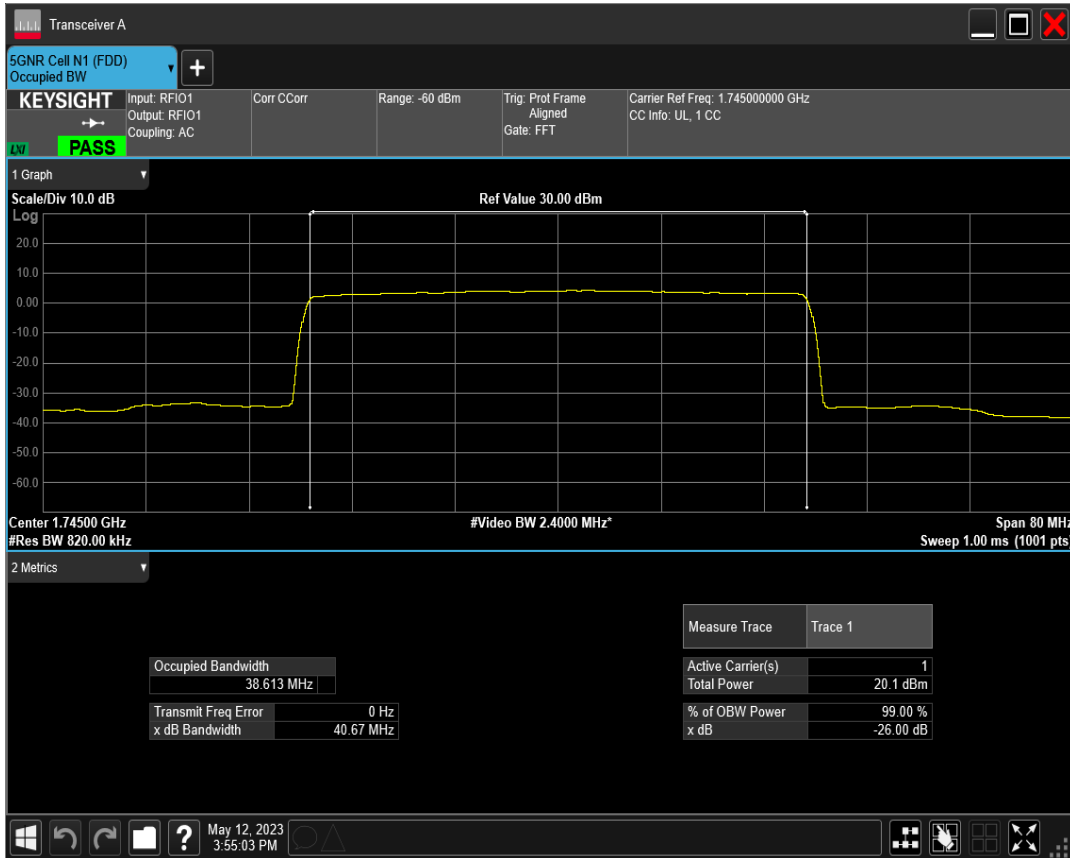 Transceiver A
5GNR Cell N1 (FDD)
Occupied BW
+
KEYSIGHT
LXI
PASS
Input: RFIO1
Output: RFIO1
Coupling: AC
Corr CCorr
Range: -60 dBm
Trig: Prot Frame
Aligned
Gate: FFT
Carrier Ref Freq: 1.745000000 GHz
CC Info: UL, 1 CC
1 Graph
Scale/Div 10.0 dB
Ref Value 30.00 dBm
Log
20.0
10.0
0.00
-10.0
-20.0
-30.0
-40.0
-50.0
-60.0
Center 1.74500 GHz
#Video BW 2.4000 MHz*
Span 80 MHz
#Res BW 820.00 kHz
Sweep 1.00 ms (1001 pts)
2 Metrics
Measure Trace Trace 1
Occupied Bandwidth
38.613 MHz
Active Carrier(s) 1
Total Power 20.1 dBm
Transmit Freq Error 0 Hz
x dB Bandwidth 40.67 MHz
% of OBW Power 99.00 %
x dB -26.00 dB
?
May 12, 2023
3:55:03 PM